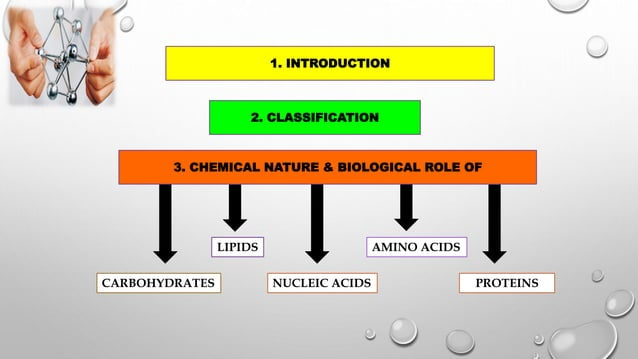 1. INTRODUCTION
2. CLASSIFICATION
3. CHEMICAL NATURE & BIOLOGICAL ROLE OF
LIPIDS
AMINO ACIDS
CARBOHYDRATES
NUCLEIC ACIDS
PROTEINS